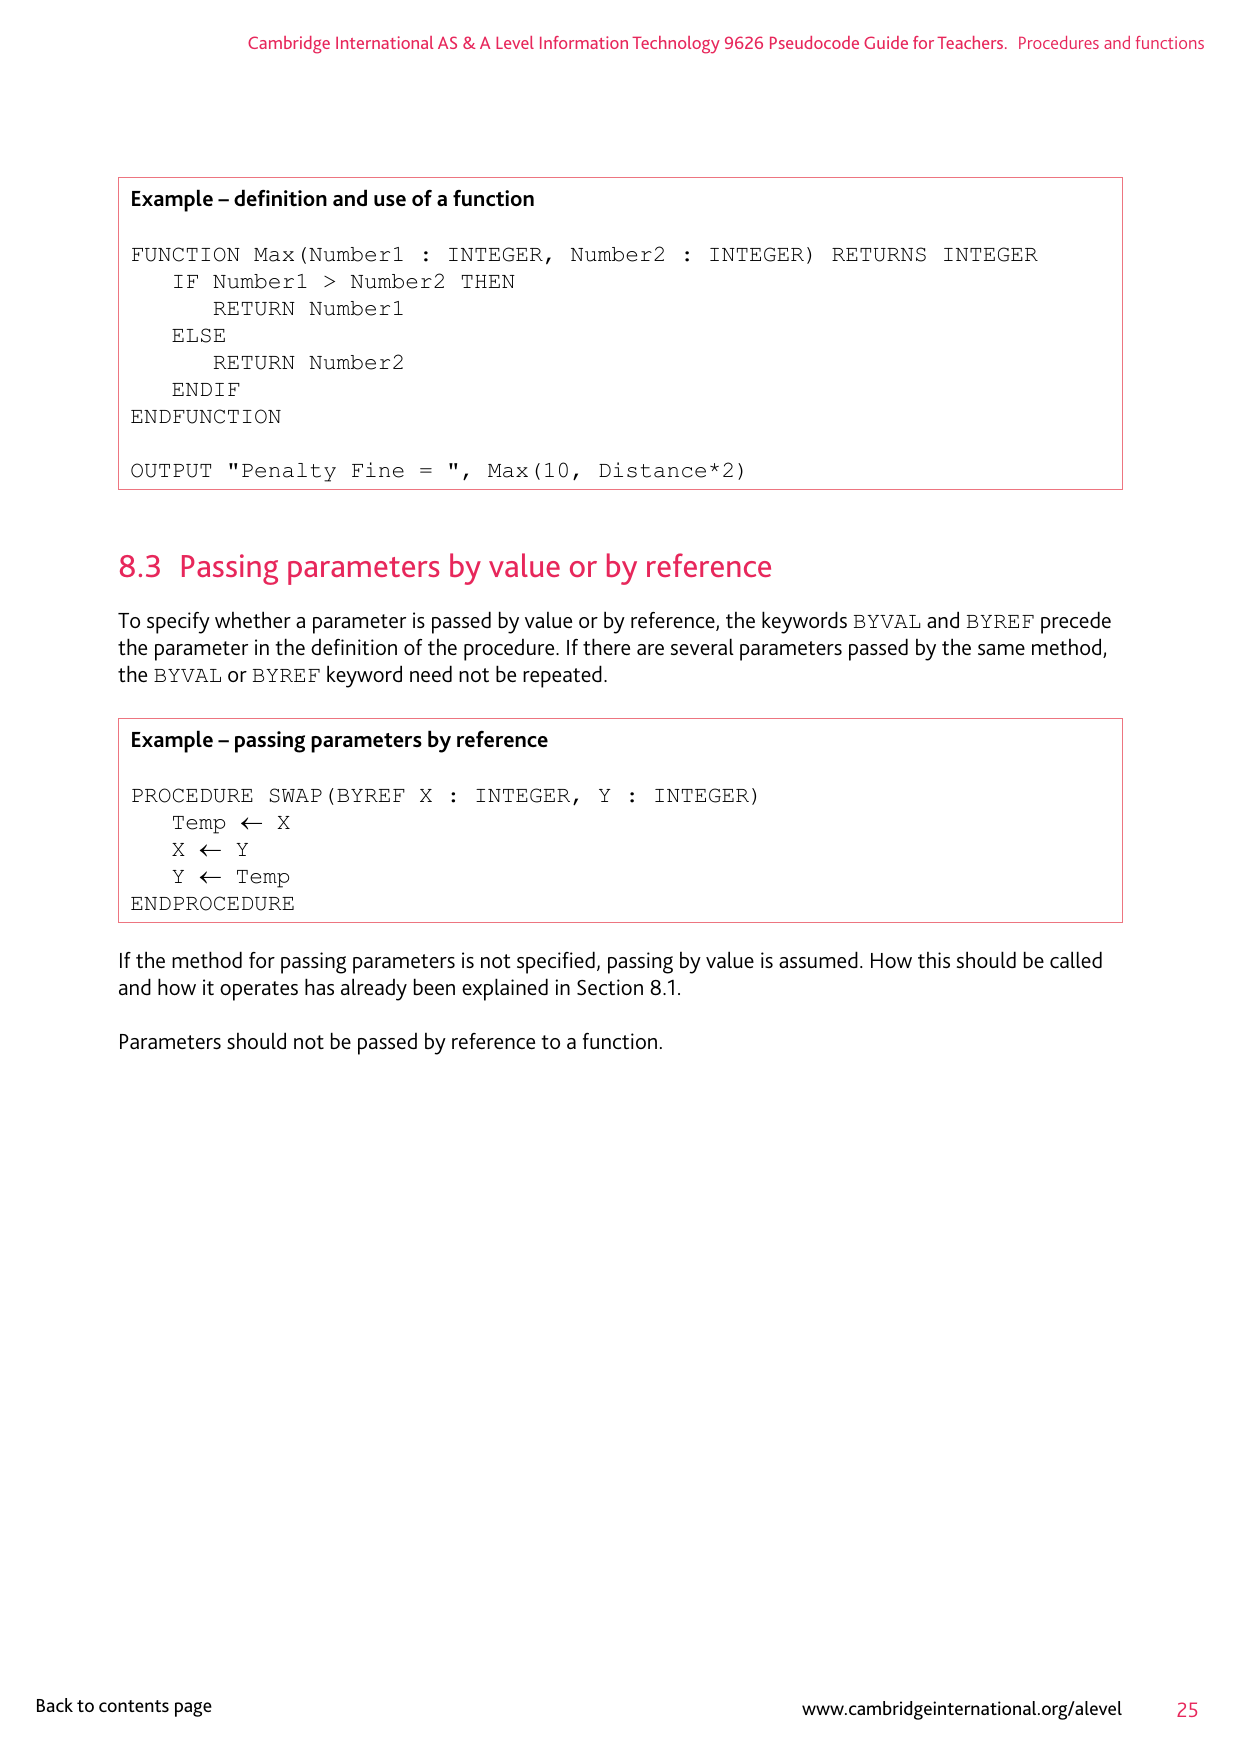 Cambridge International AS & A Level Information Technology 9626 Pseudocode Guide for Teachers. Procedures and functions
Example – definition and use of a function
FUNCTION Max(Number1 : INTEGER, Number2 : INTEGER) RETURNS INTEGER
   IF Number1 > Number2 THEN
      RETURN Number1
   ELSE
      RETURN Number2
   ENDIF
ENDFUNCTION
OUTPUT "Penalty Fine = ", Max(10, Distance*2)
8.3 Passing parameters by value or by reference
To specify whether a parameter is passed by value or by reference, the keywords BYVAL and BYREF precede
the parameter in the definition of the procedure. If there are several parameters passed by the same method,
the BYVAL or BYREF keyword need not be repeated.
Example – passing parameters by reference
PROCEDURE SWAP(BYREF X : INTEGER, Y : INTEGER)
   Temp ← X
   X ← Y
   Y ← Temp
ENDPROCEDURE
If the method for passing parameters is not specified, passing by value is assumed. How this should be called
and how it operates has already been explained in Section 8.1.
Parameters should not be passed by reference to a function.
Back to contents page
www.cambridgeinternational.org/alevel 25